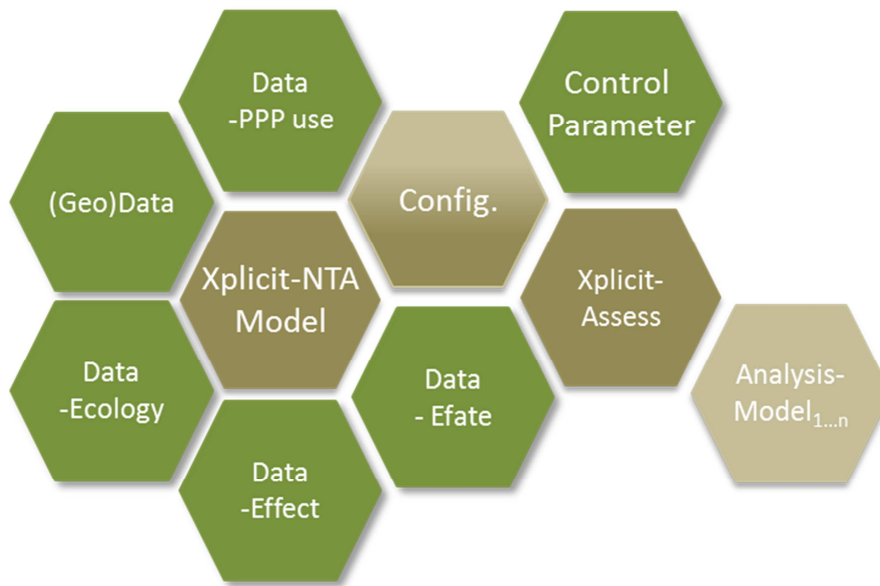 Data
-PPP use
Control
Parameter
(Geo)Data
Config.
Xplicit-NTA
Model
Xplicit-
Assess
Data
-Ecology
Data
- Efate
Analysis-
Model1...n
Data
-Effect